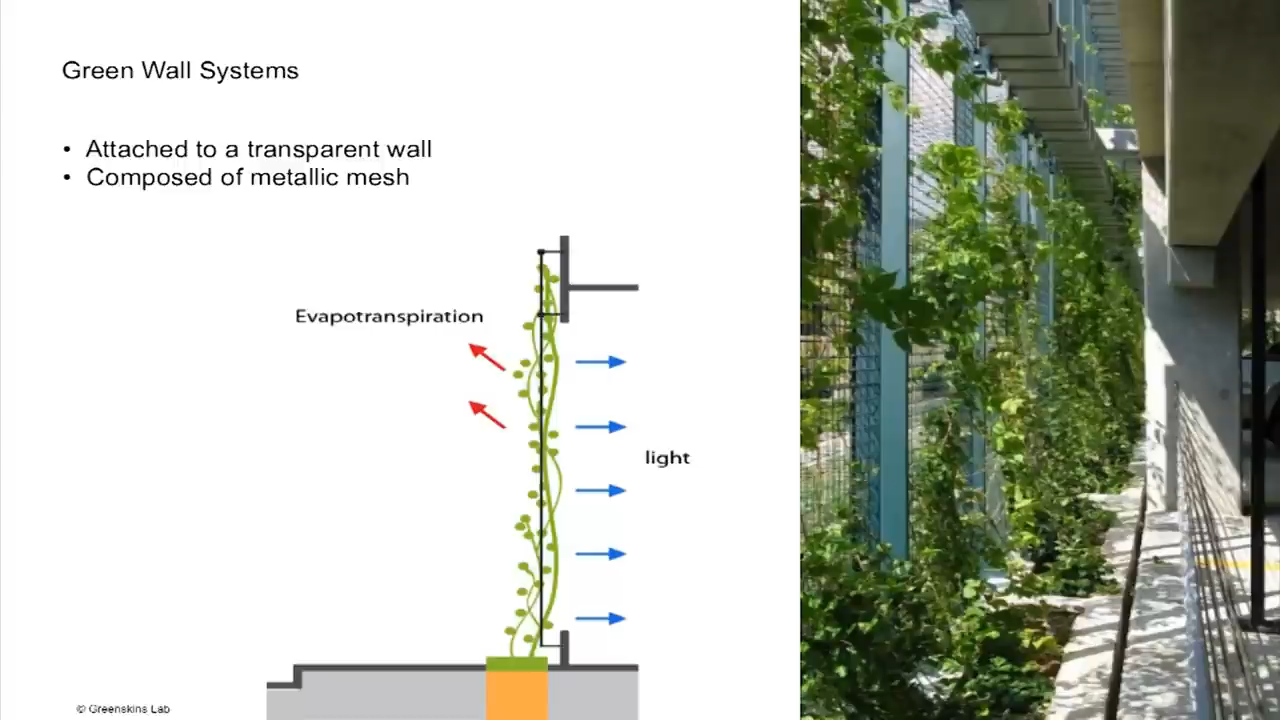 Green Wall Systems
• Attached to a transparent wall
• Composed of metallic mesh
Evapotranspiration
light
© Greenskins Lab